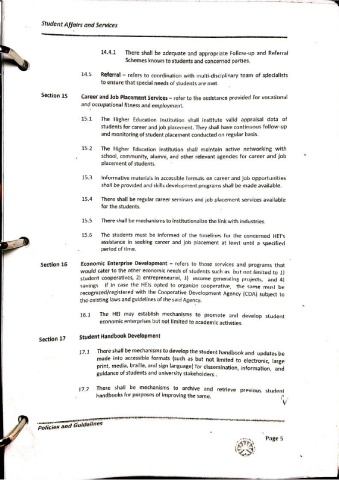 Student Affairs and Services
14.4.1 There shall be adequate and appropriate Follow-up and Referral
Schemes known to students and concerned parties.
14.5 Referral – refers to coordination with multi-disciplinary team of specialists
to ensure that special needs of students are met.
Section 15 Career and Job Placement Services – refer to the assistance provided for vocational
and occupational fitness and employment.
15.1 The Higher Education Institution shall institute valid appraisal data of
students for career and job placement. They shall have continuous follow-up
and monitoring of student placement conducted on regular basis.
15.2 The Higher Education Institution shall maintain active networking with
school, community, alumni, and other relevant agencies for career and job
placement of students.
15.3 Informative materials in accessible formats on career and job opportunities
shall be provided and skills development programs shall be made available.
15.4 There shall be regular career seminars and job placement services available
for the students.
15.5 There shall be mechanisms to institutionalize the link with industries.
15.6 The students must be informed of the timelines for the concerned HEI's
assistance in seeking career and job placement at least until a specified
period of time.
Section 16 Economic Enterprise Development – refers to those services and programs that
would cater to the other economic needs of students such as but not limited to 1)
student cooperatives, 2) entrepreneurial, 3) income generating projects, and 4)
savings. If in case the HEIs opted to organize cooperative, the same must be
recognized/registered with the Cooperative Development Agency (CDA) subject to
the existing laws and guidelines of the said Agency.
16.1 The HEI may establish mechanisms to promote and develop student
economic enterprises but not limited to academic activities.
Section 17 Student Handbook Development
17.1 There shall be mechanisms to develop the student handbook and updates be
made into accessible formats (such as but not limited to electronic, large
print, media, braille, and sign language) for dissemination, information, and
guidance of students and university stakeholders.
17.2 There shall be mechanisms to archive and retrieve previous student
handbooks for purposes of improving the same.
Policies and Guidelines
Page 5